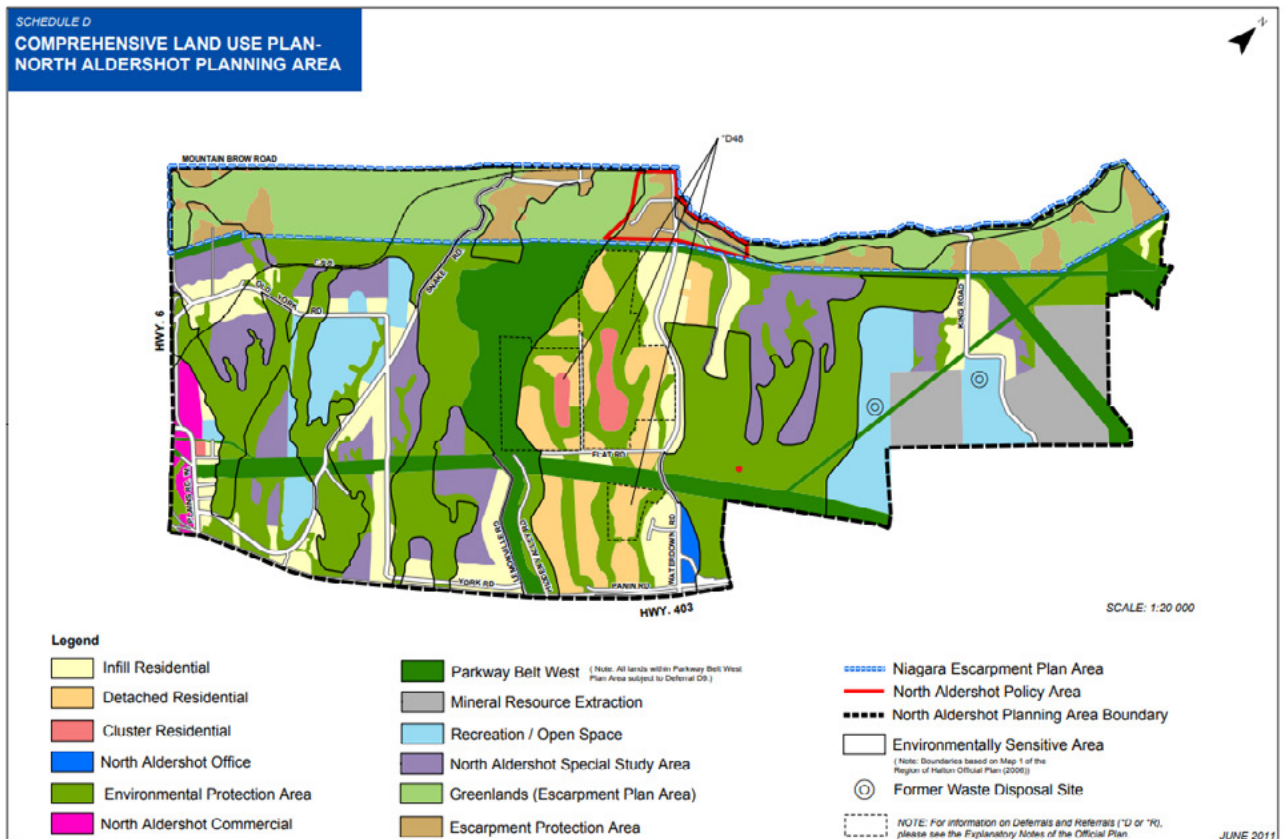 SCHEDULE D
COMPREHENSIVE LAND USE PLAN-
NORTH ALDERSHOT PLANNING AREA
N
*D48
MOUNTAIN BROW ROAD
HWY. 6
OLD YORK RD
SNAKE RD
KING ROAD
FLAT RD
PLAINS RD W
LEMONVILLE RD
WATERDOWN RD
YORK RD
PANIN RD
HWY. 403
SCALE: 1:20 000
Legend
Infill Residential
Detached Residential
Cluster Residential
North Aldershot Office
Environmental Protection Area
North Aldershot Commercial
Parkway Belt West
( Note: All lands within Parkway Belt West
Plan Area subject to Deferral D9.)
Mineral Resource Extraction
Recreation / Open Space
North Aldershot Special Study Area
Greenlands (Escarpment Plan Area)
Escarpment Protection Area
Niagara Escarpment Plan Area
North Aldershot Policy Area
North Aldershot Planning Area Boundary
Environmentally Sensitive Area
( Note: Boundaries based on Map 1 of the
Region of Halton Official Plan (2006))
Former Waste Disposal Site
NOTE: For information on Deferrals and Referrals (*D or *R),
please see the Explanatory Notes of the Official Plan.
JUNE 2011